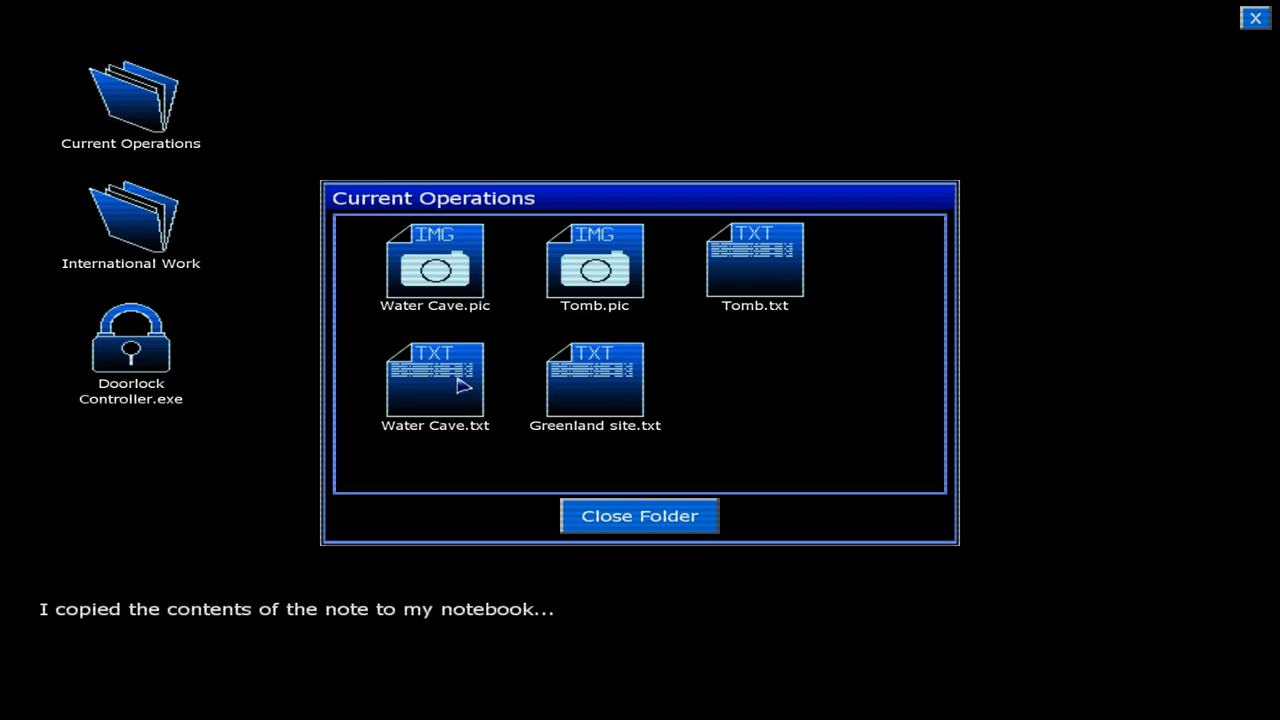 X
Current Operations
International Work
Doorlock
Controller.exe
Current Operations
IMG
IMG
TXT
Water Cave.pic
Tomb.pic
Tomb.txt
TXT
TXT
Water Cave.txt
Greenland site.txt
Close Folder
I copied the contents of the note to my notebook...